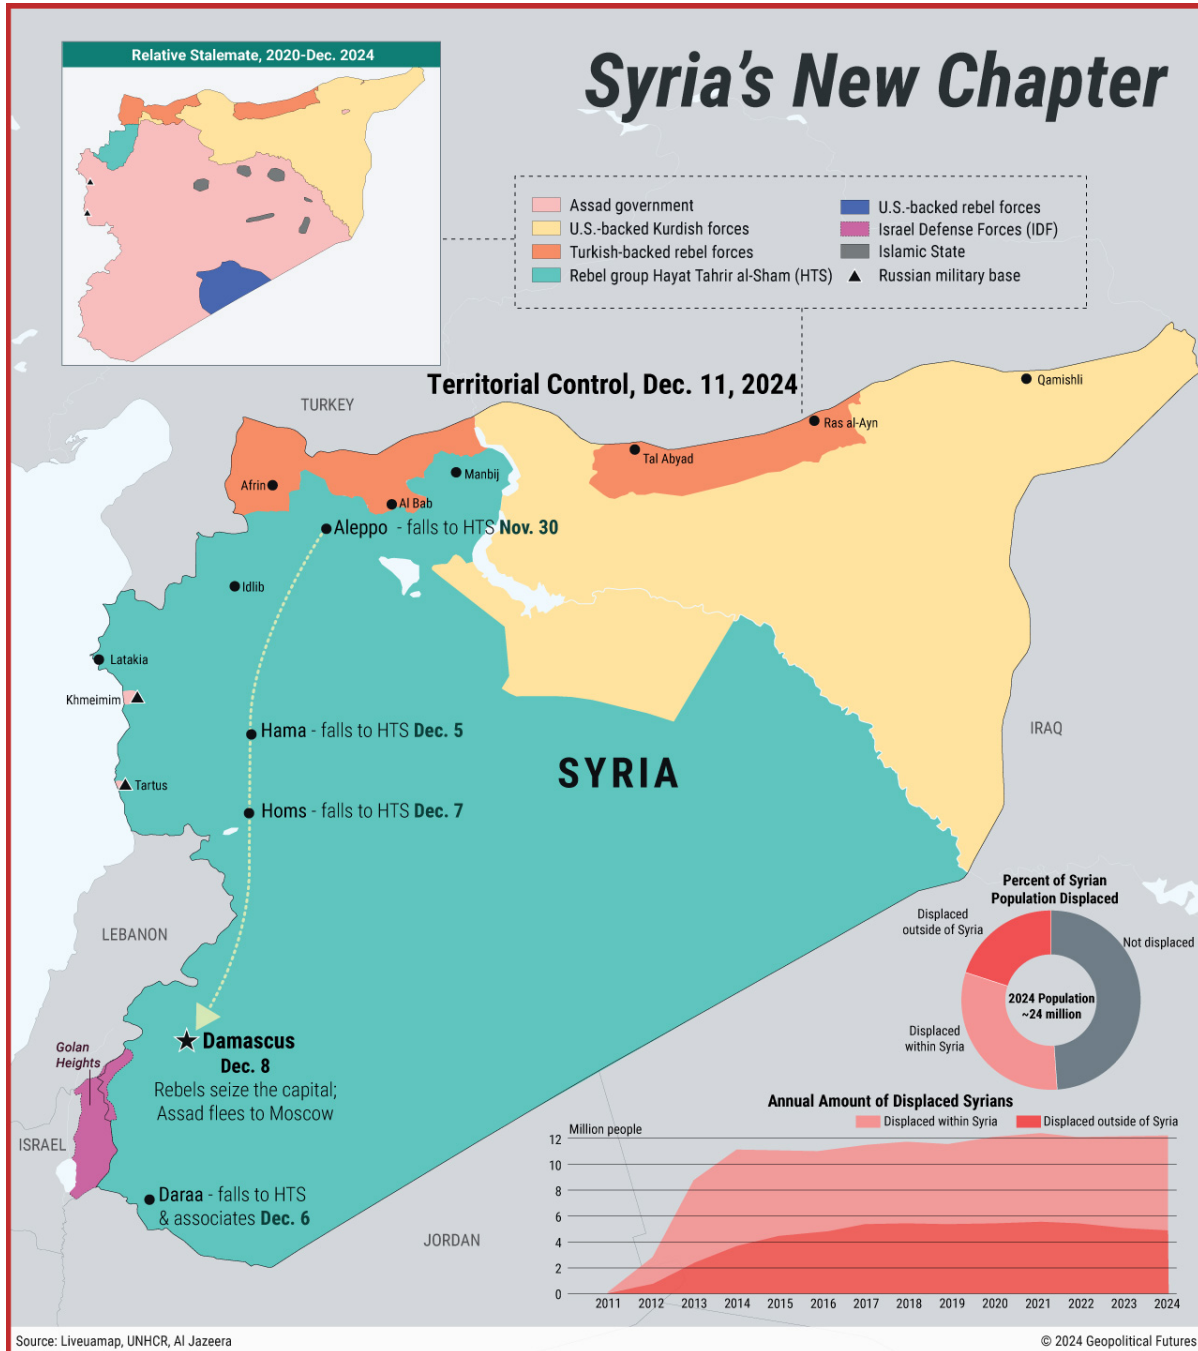 Relative Stalemate, 2020-Dec. 2024
Syria's New Chapter
Assad government
U.S.-backed Kurdish forces
Turkish-backed rebel forces
Rebel group Hayat Tahrir al-Sham (HTS)
U.S.-backed rebel forces
Israel Defense Forces (IDF)
Islamic State
Russian military base
Territorial Control, Dec. 11, 2024
TURKEY
Qamishli
Ras al-Ayn
Tal Abyad
Manbij
Afrin
Al Bab
Aleppo - falls to HTS Nov. 30
Idlib
Latakia
Khmeimim
Hama - falls to HTS Dec. 5
IRAQ
SYRIA
Tartus
Homs - falls to HTS Dec. 7
LEBANON
Damascus
Dec. 8
Rebels seize the capital;
Assad flees to Moscow
Golan
Heights
ISRAEL
Daraa - falls to HTS
& associates Dec. 6
JORDAN
Percent of Syrian
Population Displaced
Displaced
outside of Syria
Not displaced
2024 Population
~24 million
Displaced
within Syria
Annual Amount of Displaced Syrians
Million people
Displaced within Syria
Displaced outside of Syria
12
10
8
6
4
2
0
2011 2012 2013 2014 2015 2016 2017 2018 2019 2020 2021 2022 2023 2024
Source: Liveuamap, UNHCR, Al Jazeera
© 2024 Geopolitical Futures